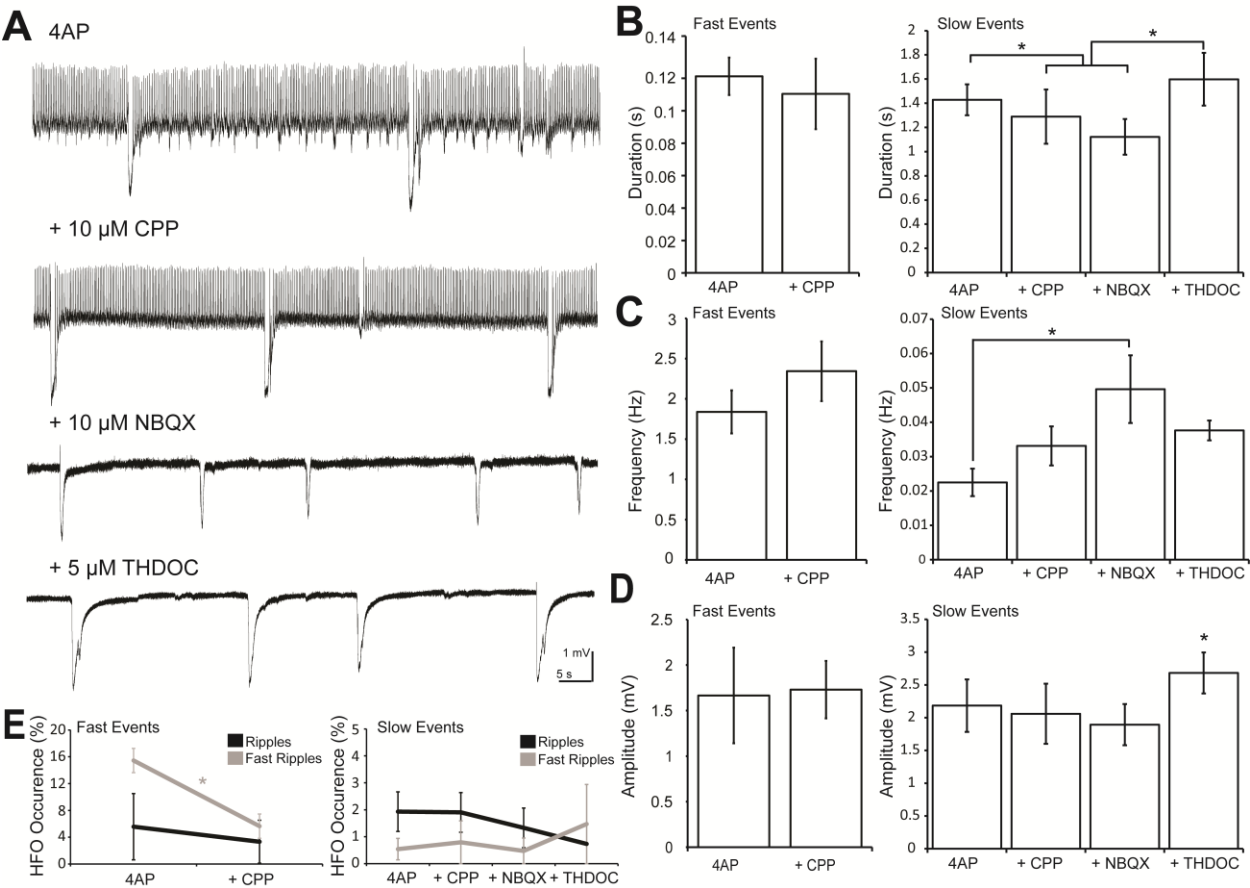 A
4AP
+ 10 µM CPP
+ 10 µM NBQX
+ 5 µM THDOC
1 mV
5 s
B
Fast Events
Duration (s)
0.14
0.12
0.1
0.08
0.06
0.04
0.02
0
4AP + CPP
Slow Events
Duration (s)
2
1.8
1.6
1.4
1.2
1
0.8
0.6
0.4
0.2
0
* *
4AP + CPP + NBQX + THDOC
C
Fast Events
Frequency (Hz)
3
2.5
2
1.5
1
0.5
0
4AP + CPP
Slow Events
Frequency (Hz)
0.07
0.06
0.05
0.04
0.03
0.02
0.01
0
*
4AP + CPP + NBQX + THDOC
D
Fast Events
Amplitude (mV)
2.5
2
1.5
1
0.5
0
4AP + CPP
Slow Events
Amplitude (mV)
3.5
3
2.5
2
1.5
1
0.5
0
*
4AP + CPP + NBQX + THDOC
E
Fast Events
HFO Occurence (%)
20
16
12
8
4
0
Ripples
Fast Ripples
*
4AP + CPP
Slow Events
HFO Occurence (%)
5
4
3
2
1
0
Ripples
Fast Ripples
4AP + CPP + NBQX + THDOC